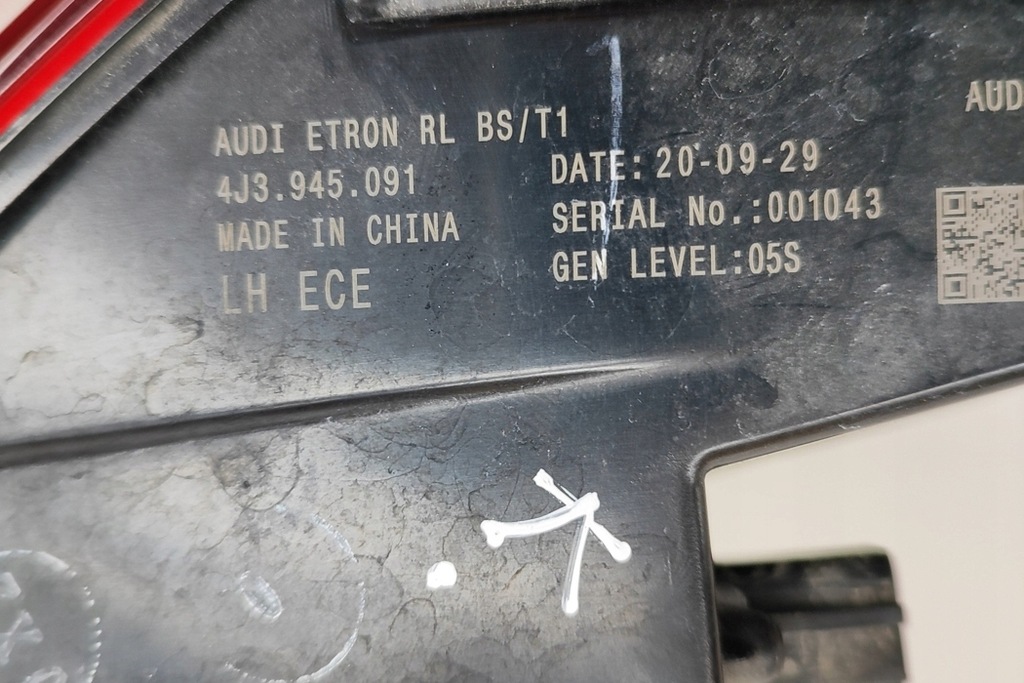 AUDI ETRON RL BS/T1
4J3.945.091
MADE IN CHINA
LH ECE
DATE: 20-09-29
SERIAL No.:001043
GEN LEVEL:05S
AUD